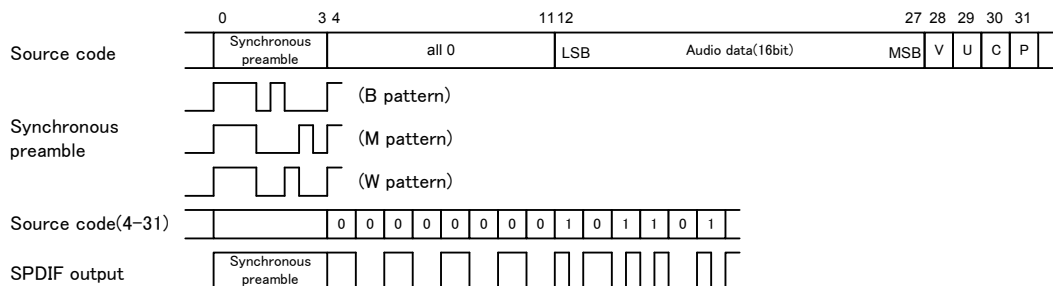 0 3 4 11 12 27 28 29 30 31
Source code Synchronous preamble all 0 LSB Audio data(16bit) MSB V U C P
(B pattern)
Synchronous preamble (M pattern)
(W pattern)
Source code(4-31) 0 0 0 0 0 0 0 0 1 0 1 1 0 1
SPDIF output Synchronous preamble